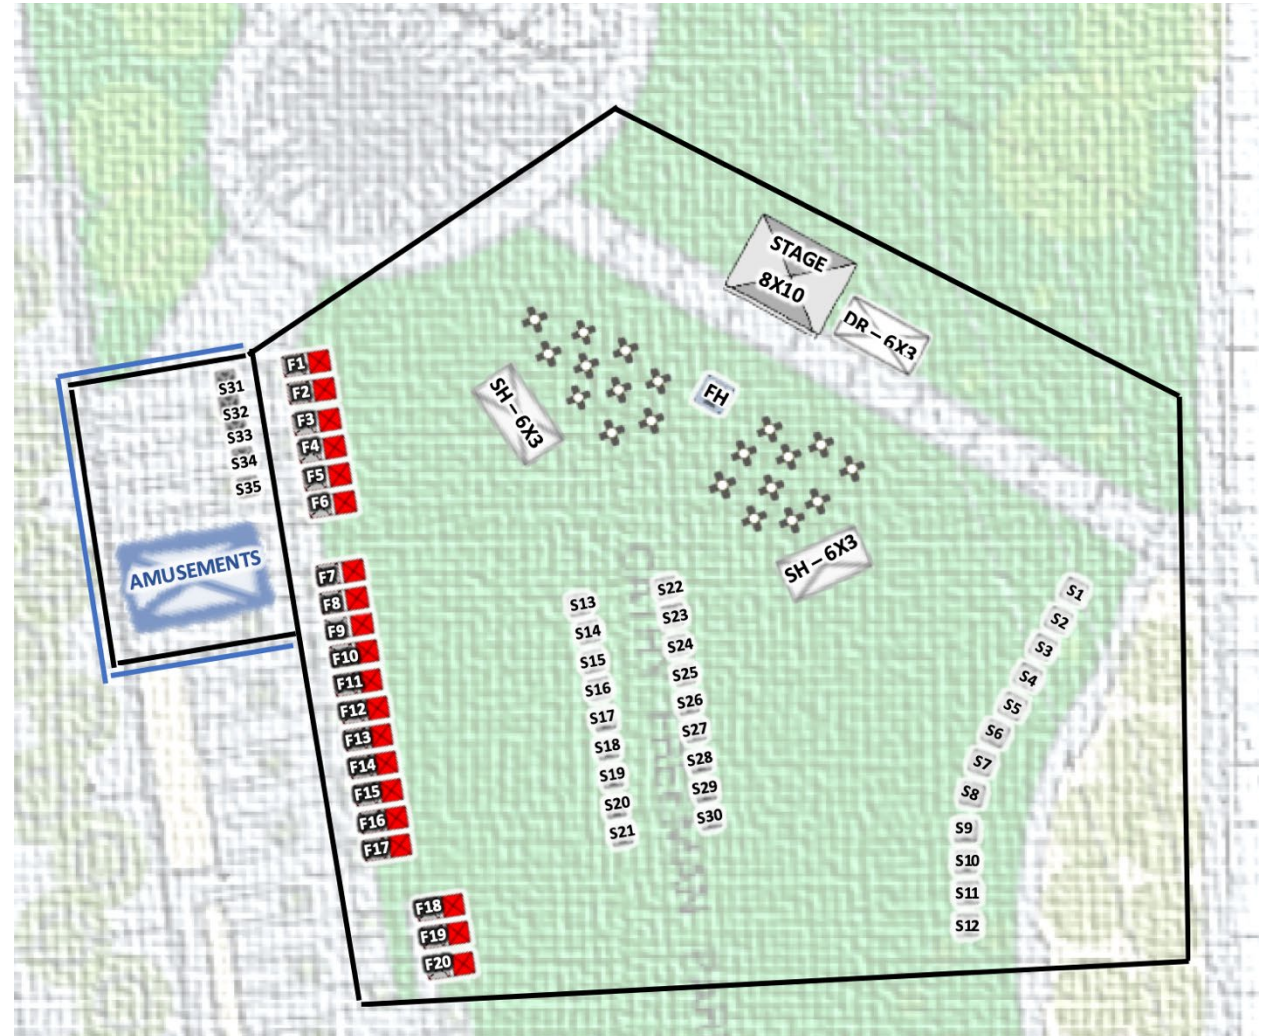 STAGE
8X10
DR – 6X3
SH – 6X3
FH
SH – 6X3
AMUSEMENTS
S31
S32
S33
S34
S35
F1
F2
F3
F4
F5
F6
F7
F8
F9
F10
F11
F12
F13
F14
F15
F16
F17
F18
F19
F20
S13
S14
S15
S16
S17
S18
S19
S20
S21
S22
S23
S24
S25
S26
S27
S28
S29
S30
S1
S2
S3
S4
S5
S6
S7
S8
S9
S10
S11
S12
CATHY FREEMAN PARK